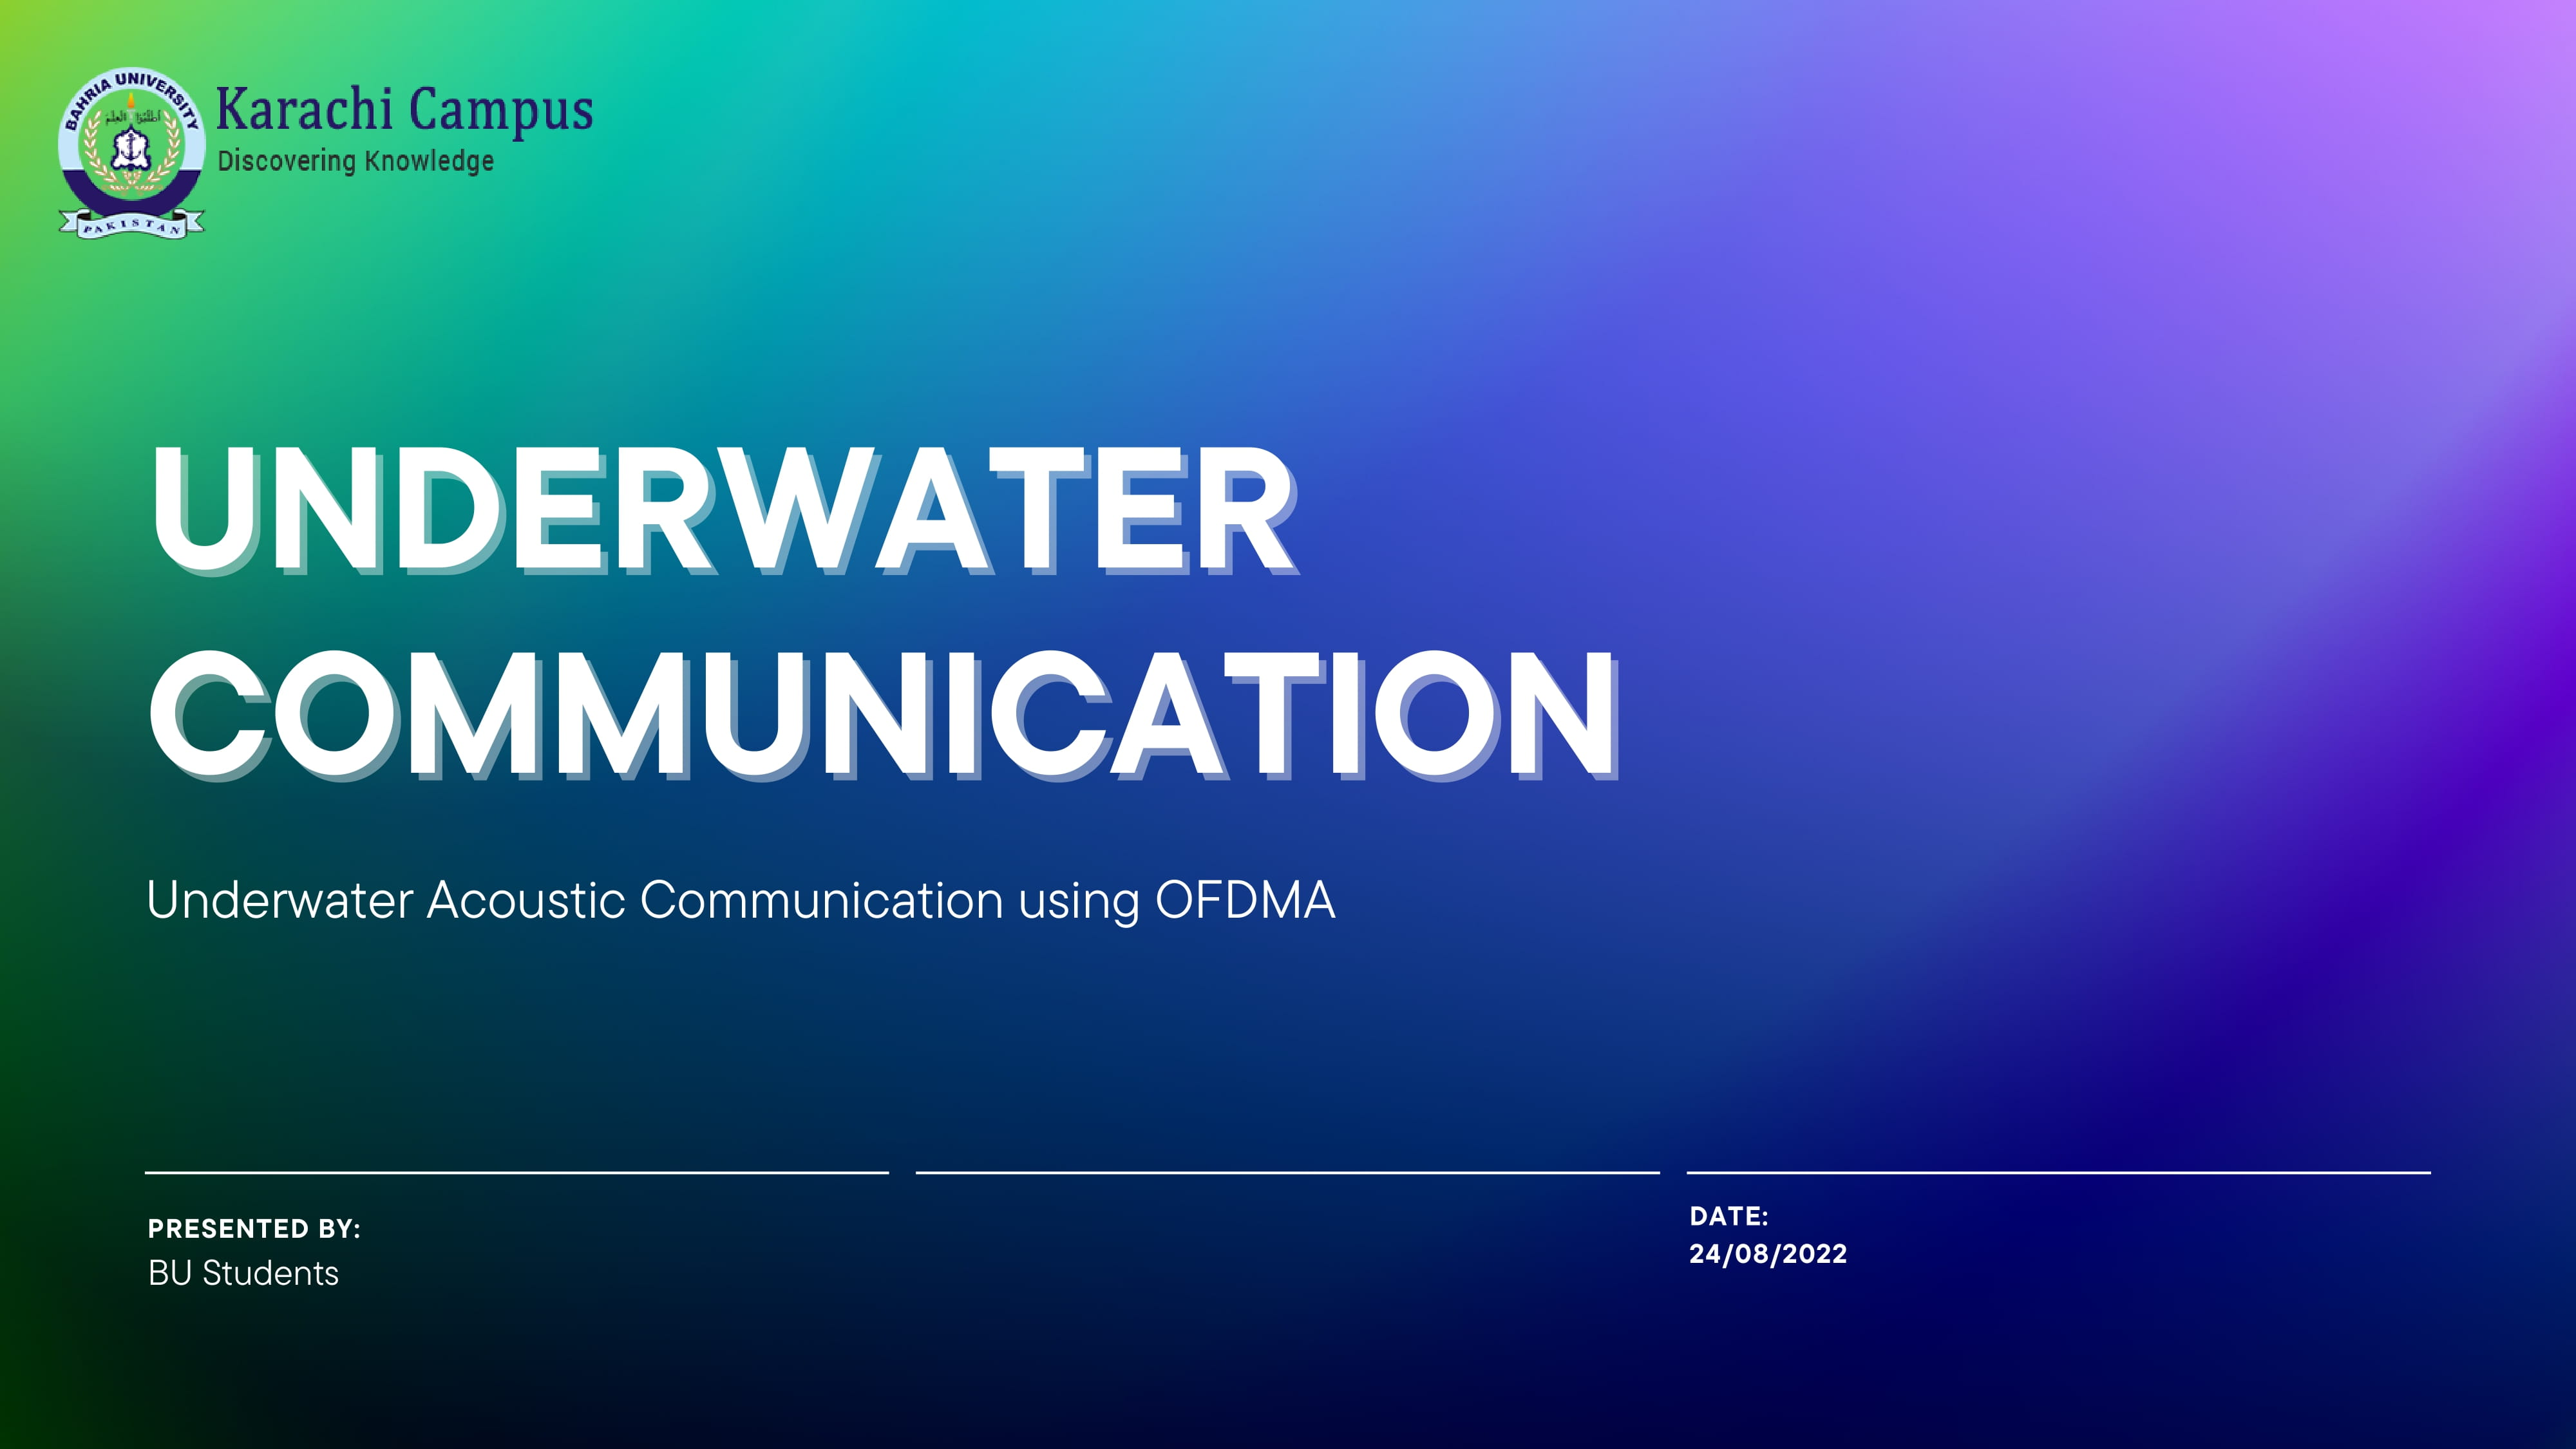 BAHRIA UNIVERSITY
PAKISTAN
Karachi Campus
Discovering Knowledge
UNDERWATER
COMMUNICATION
Underwater Acoustic Communication using OFDMA
PRESENTED BY:
BU Students
DATE:
24/08/2022